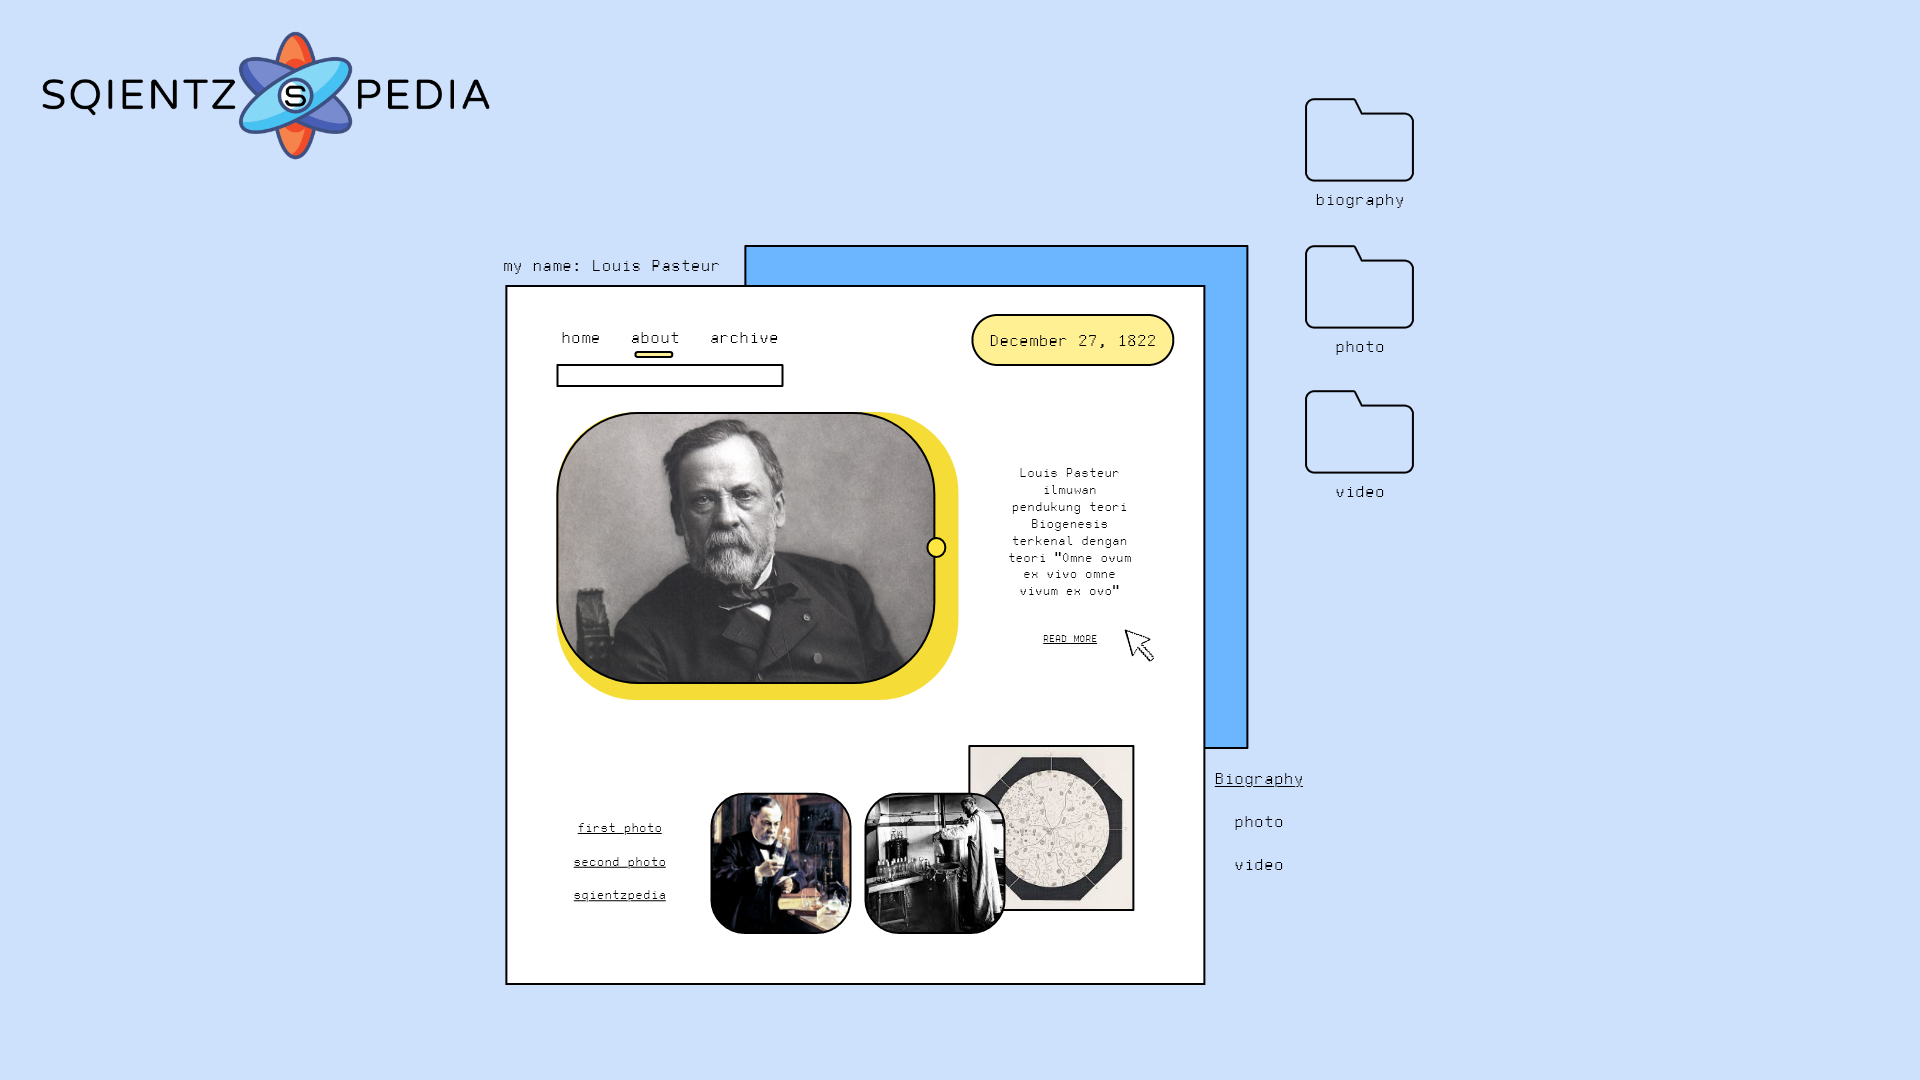 SQIENTZ S PEDIA
biography
my name: Louis Pasteur
home about archive
December 27, 1822
photo
Louis Pasteur
ilmuwan
pendukung teori
Biogenesis
terkenal dengan
teori "Omne ovum
ex vivo omne
vivum ex ovo"
video
READ MORE
Biography
first photo
second photo
sqientzpedia
photo
video